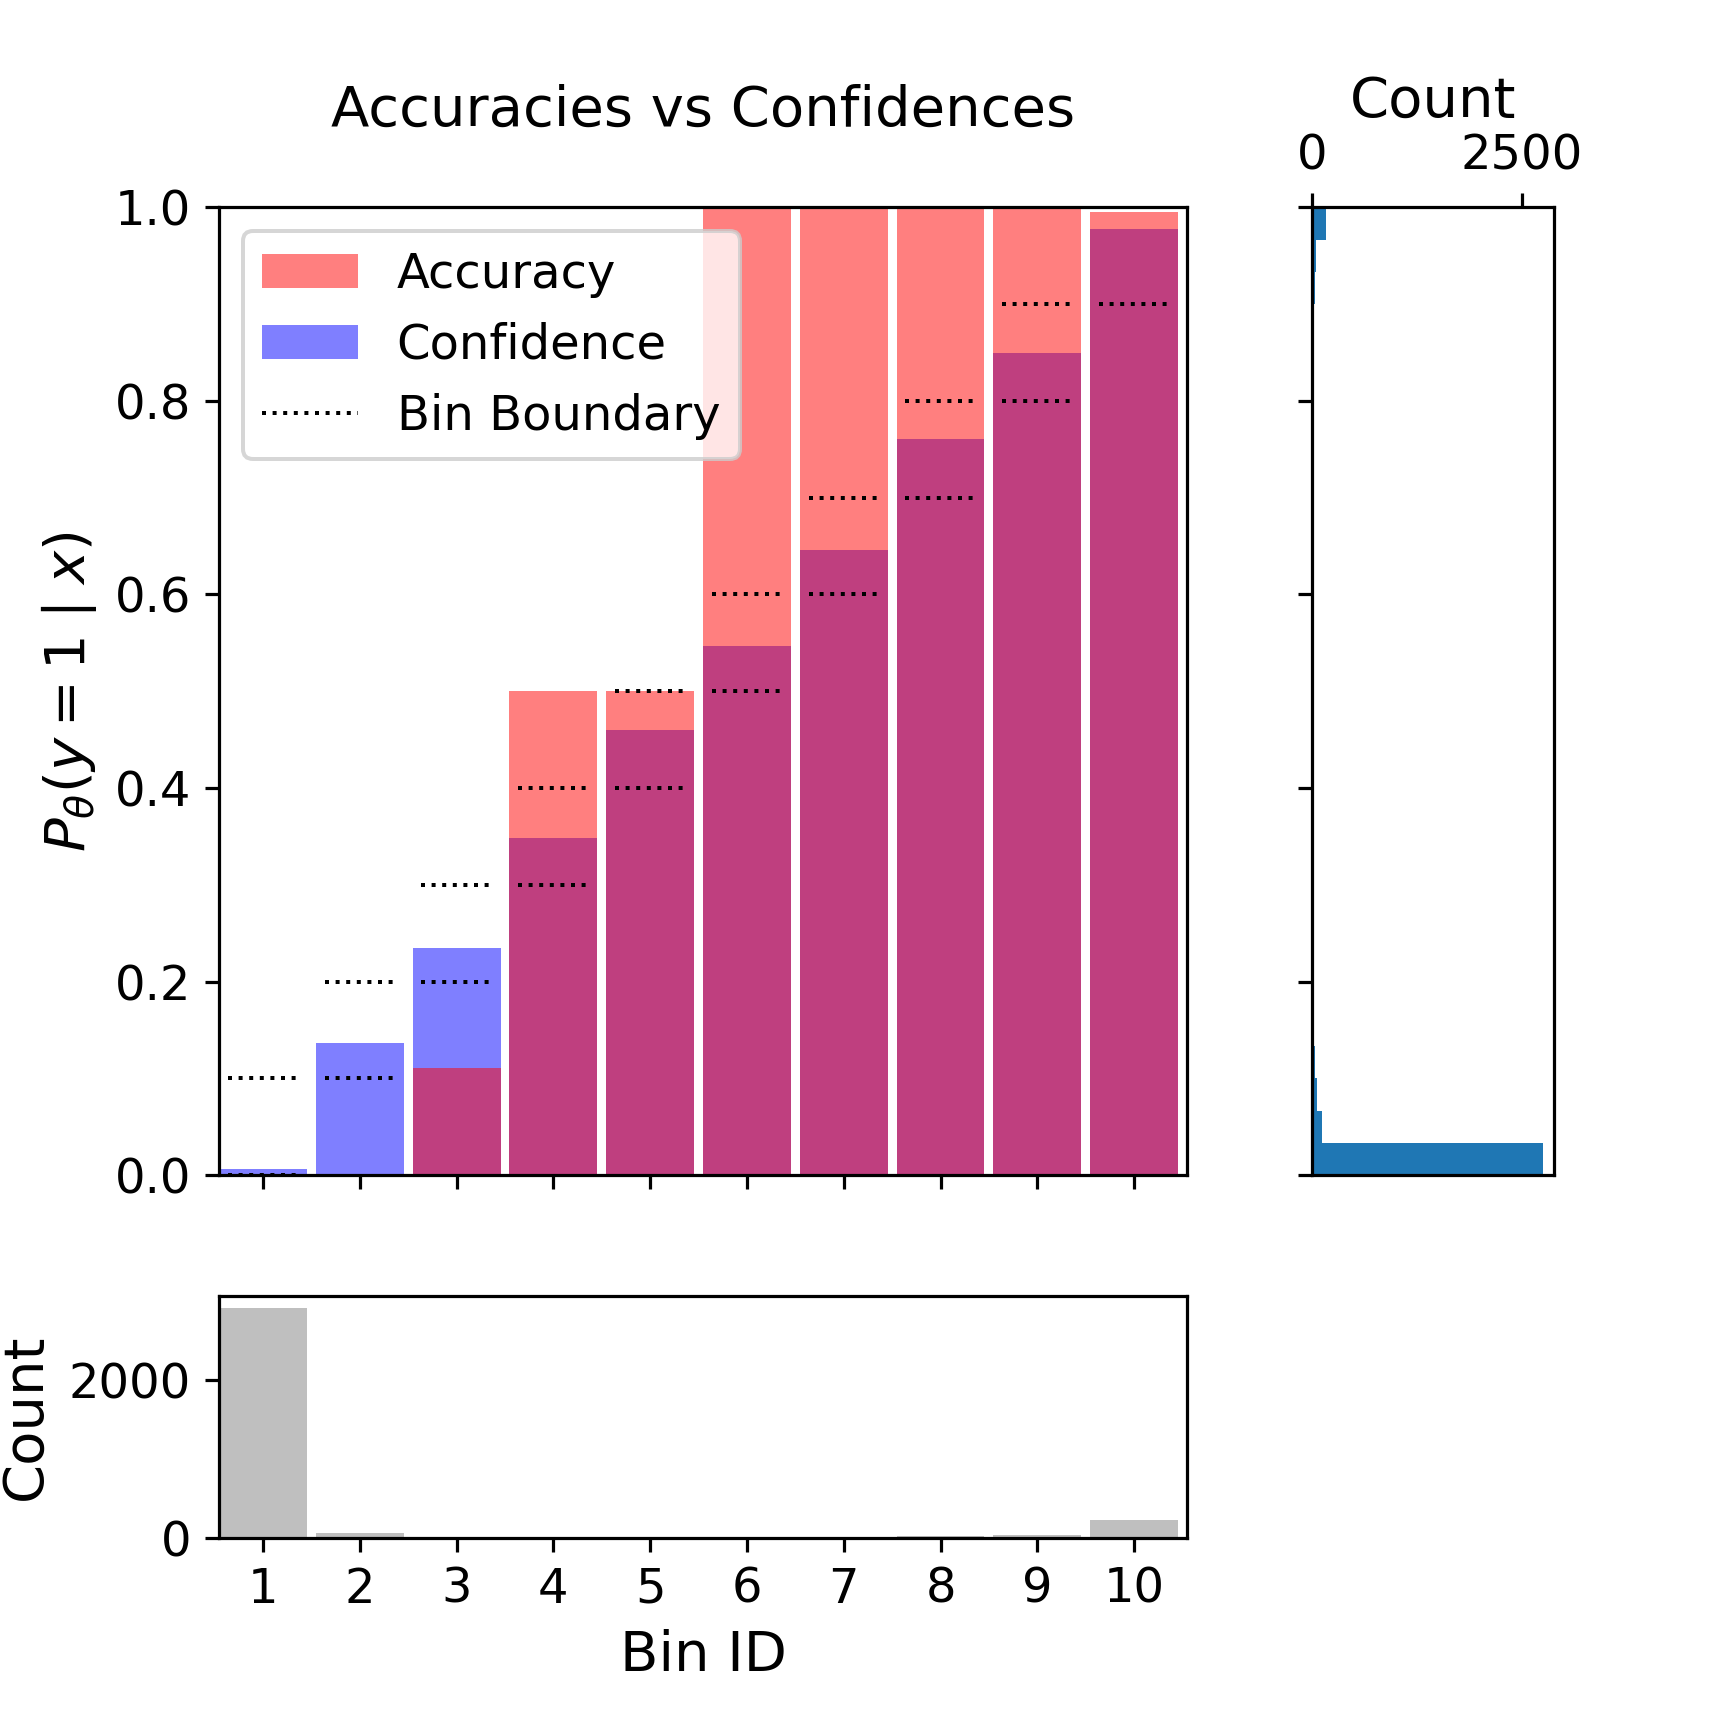 Accuracies vs Confidences
Count
0 2500
1.0
0.8
0.6
0.4
0.2
0.0
Accuracy
Confidence
Bin Boundary
Pθ(y = 1 | x)
Count
2000
0
1 2 3 4 5 6 7 8 9 10
Bin ID